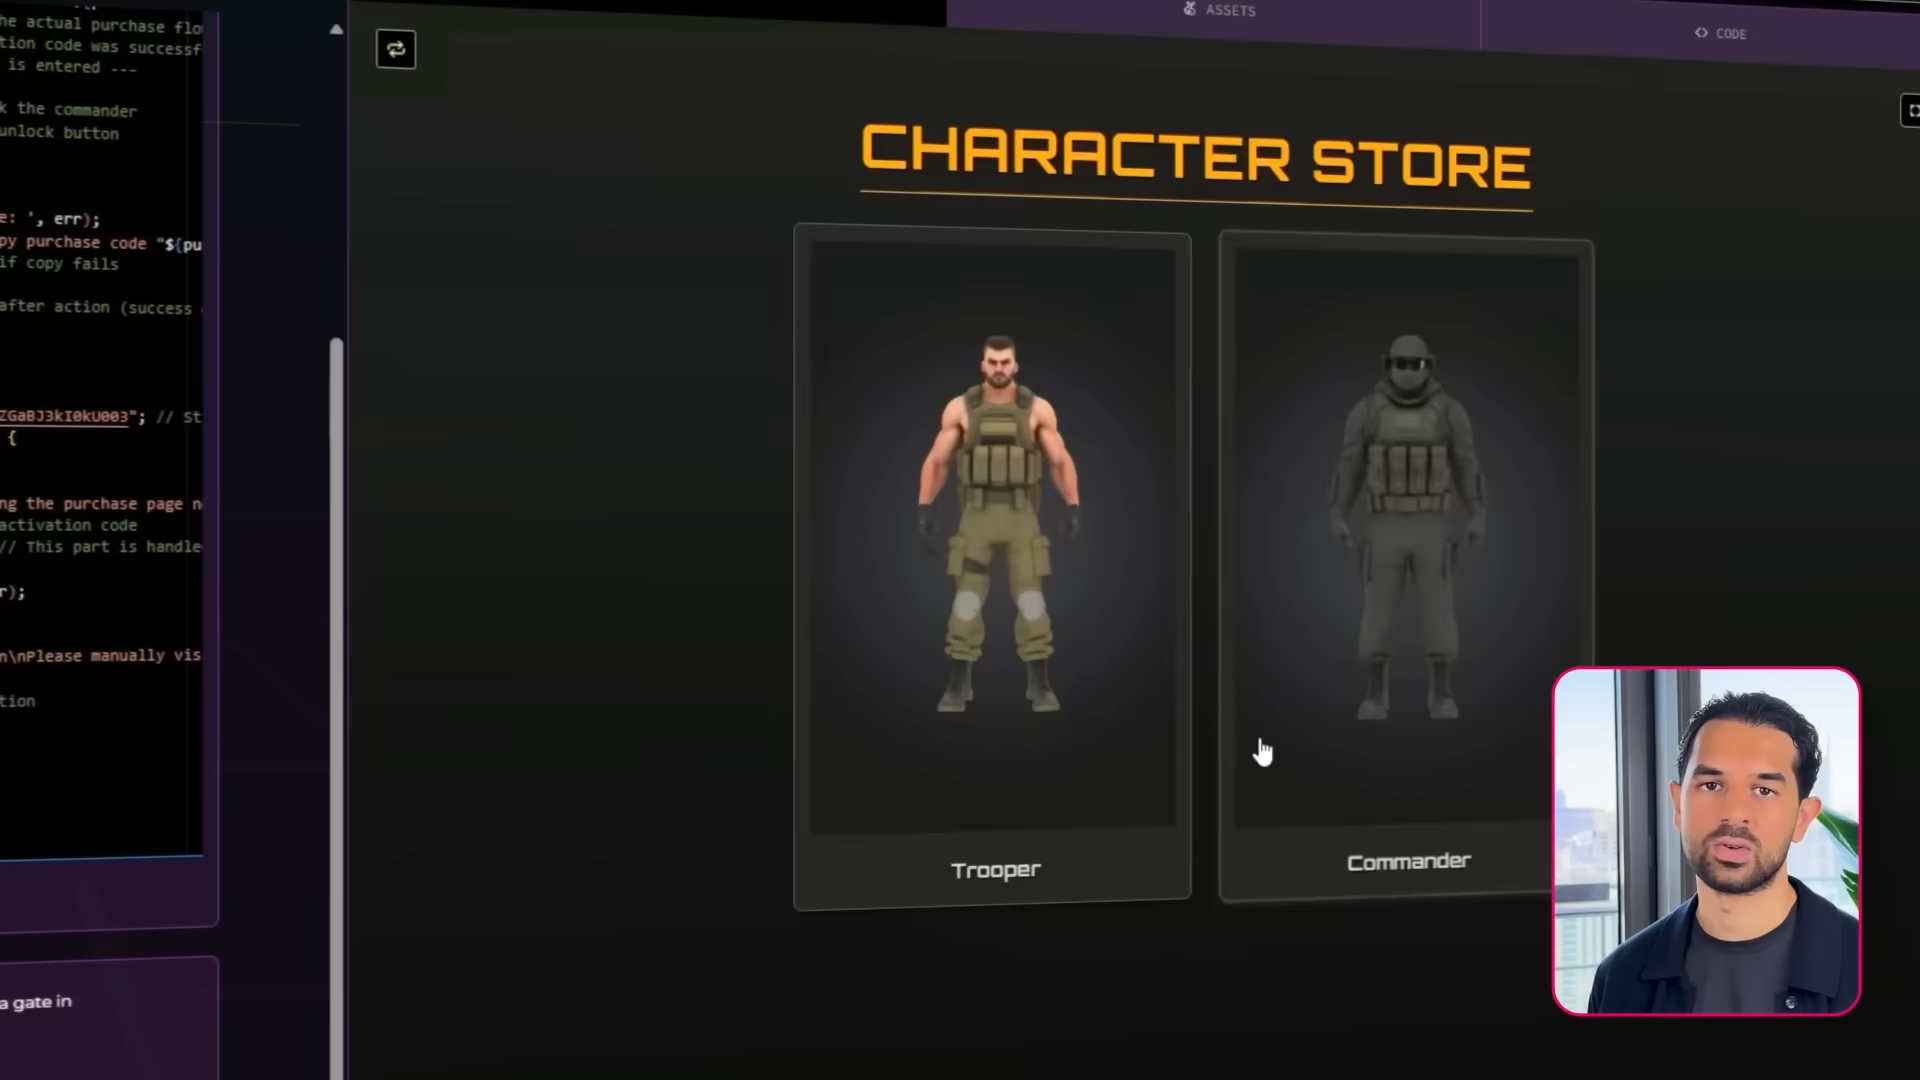 he actual purchase flo
tion code was successf
is entered ---
k the commander
unlock button
e: ', err);
py purchase code "${pu
if copy fails
after action (success
ZGaBJ3kI0kU003"; // st
{
ng the purchase page n
activation code
// This part is handle
r);
n\nPlease manually vis
tion
a gate in
ASSETS
CODE
CHARACTER STORE
Trooper
Commander